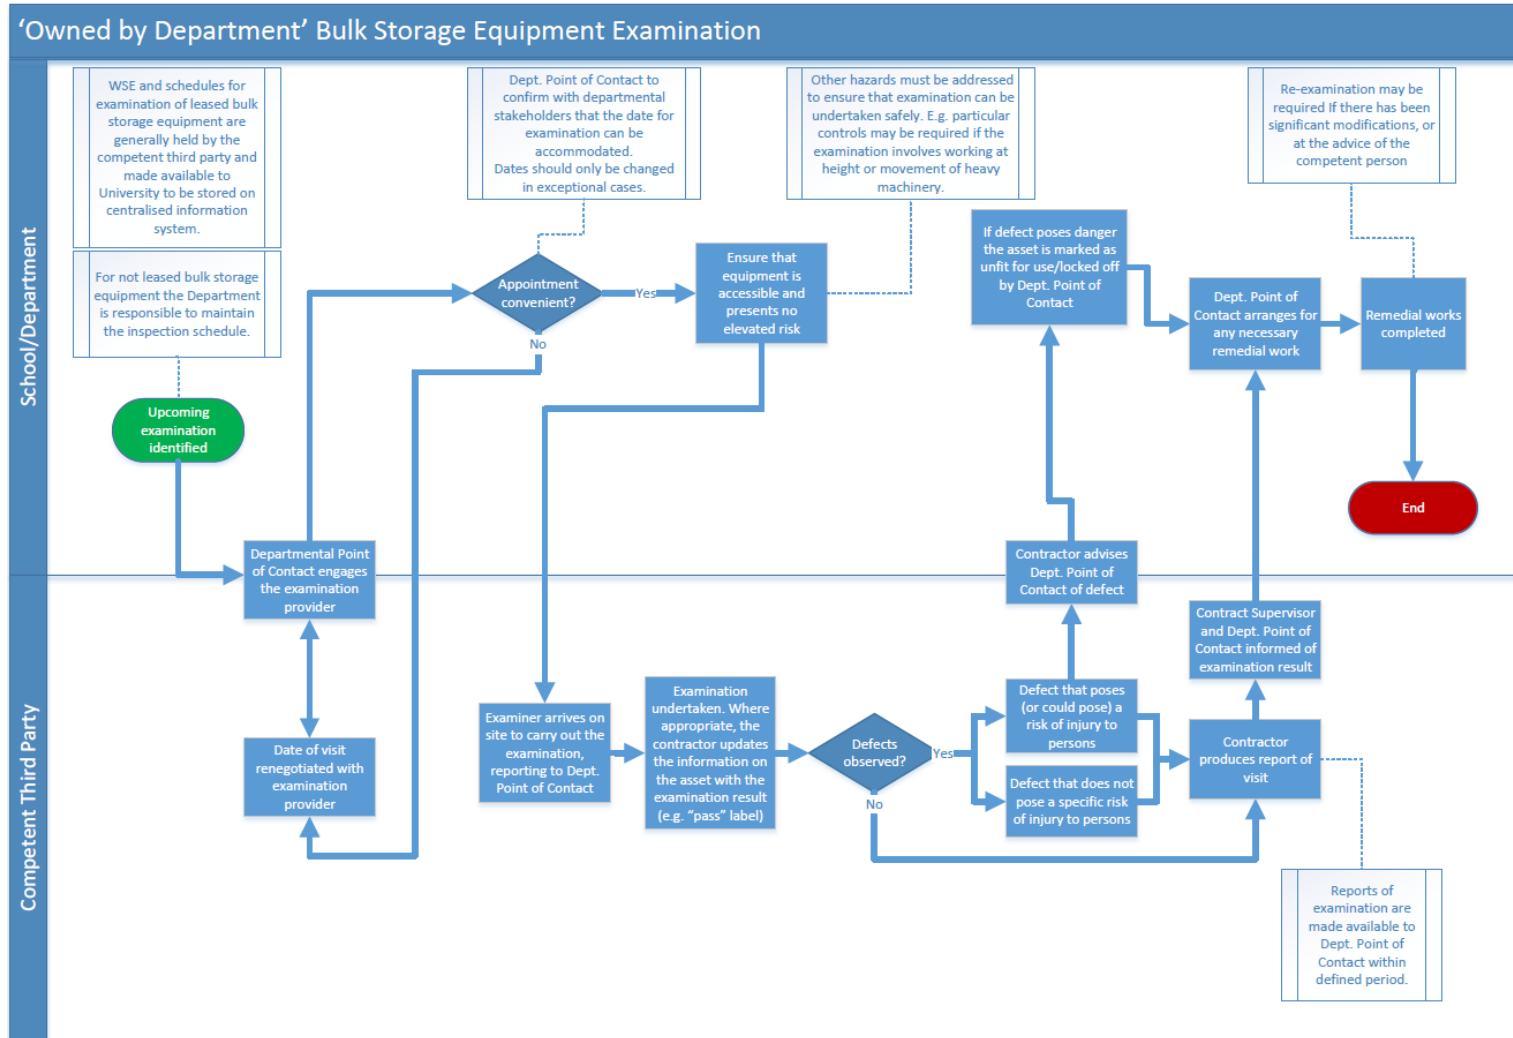 ‘Owned by Department’ Bulk Storage Equipment Examination
School/Department
WSE and schedules for
examination of leased bulk
storage equipment are
generally held by the
competent third party and
made available to
University to be stored on
centralised information
system.
For not leased bulk storage
equipment the Department
is responsible to maintain
the inspection schedule.
Upcoming
examination
identified
Dept. Point of Contact to
confirm with departmental
stakeholders that the date for
examination can be
accommodated.
Dates should only be changed
in exceptional cases.
Appointment
convenient?
Yes
No
Ensure that
equipment is
accessible and
presents no
elevated risk
Other hazards must be addressed
to ensure that examination can be
undertaken safely. E.g. particular
controls may be required if the
examination involves working at
height or movement of heavy
machinery.
If defect poses danger
the asset is marked as
unfit for use/locked off
by Dept. Point of
Contact
Dept. Point of
Contact arranges for
any necessary
remedial work
Re-examination may be
required If there has been
significant modifications, or
at the advice of the
competent person
Remedial works
completed
End
Departmental Point
of Contact engages
the examination
provider
Contractor advises
Dept. Point of
Contact of defect
Competent Third Party
Date of visit
renegotiated with
examination
provider
Examiner arrives on
site to carry out the
examination,
reporting to Dept.
Point of Contact
Examination
undertaken. Where
appropriate, the
contractor updates
the information on
the asset with the
examination result
(e.g. “pass” label)
Defects
observed?
Yes
No
Defect that poses
(or could pose) a
risk of injury to
persons
Defect that does not
pose a specific risk
of injury to persons
Contract Supervisor
and Dept. Point of
Contact informed of
examination result
Contractor
produces report of
visit
Reports of
examination are
made available to
Dept. Point of
Contact within
defined period.